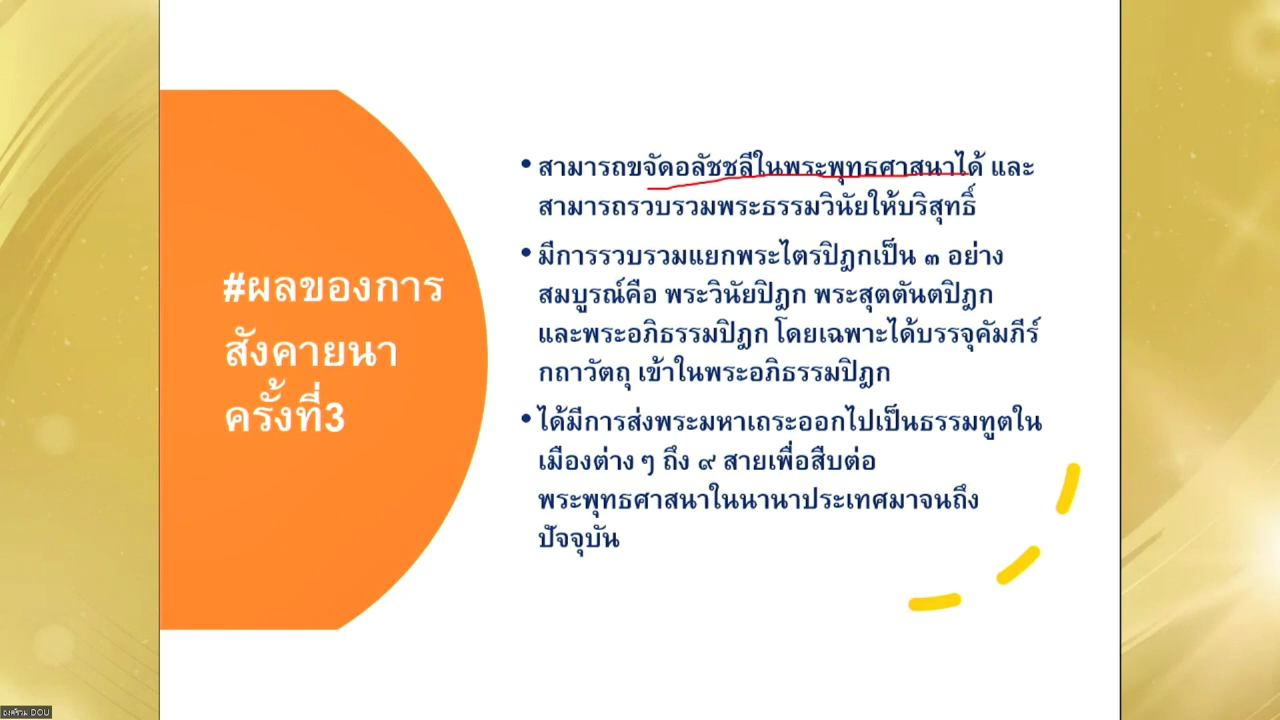 #ผลของการ
สังคายนา
ครั้งที่3
• สามารถขจัดอลัชชลีในพระพุทธศาสนาได้ และ
สามารถรวบรวมพระธรรมวินัยให้บริสุทธิ์
• มีการรวบรวมแยกพระไตรปิฎกเป็น ๓ อย่าง
สมบูรณ์คือ พระวินัยปิฎก พระสุตตันตปิฎก
และพระอภิธรรมปิฎก โดยเฉพาะได้บรรจุคัมภีร์
กถาวัตถุ เข้าในพระอภิธรรมปิฎก
• ได้มีการส่งพระมหาเถระออกไปเป็นธรรมทูตใน
เมืองต่าง ๆ ถึง ๙ สายเพื่อสืบต่อ
พระพุทธศาสนาในนานาประเทศมาจนถึง
ปัจจุบัน
DOU